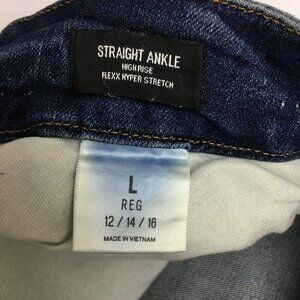 STRAIGHT ANKLE
HIGH RISE
FLEXX HYPER STRETCH
L
REG
12 / 14 / 16
MADE IN VIETNAM